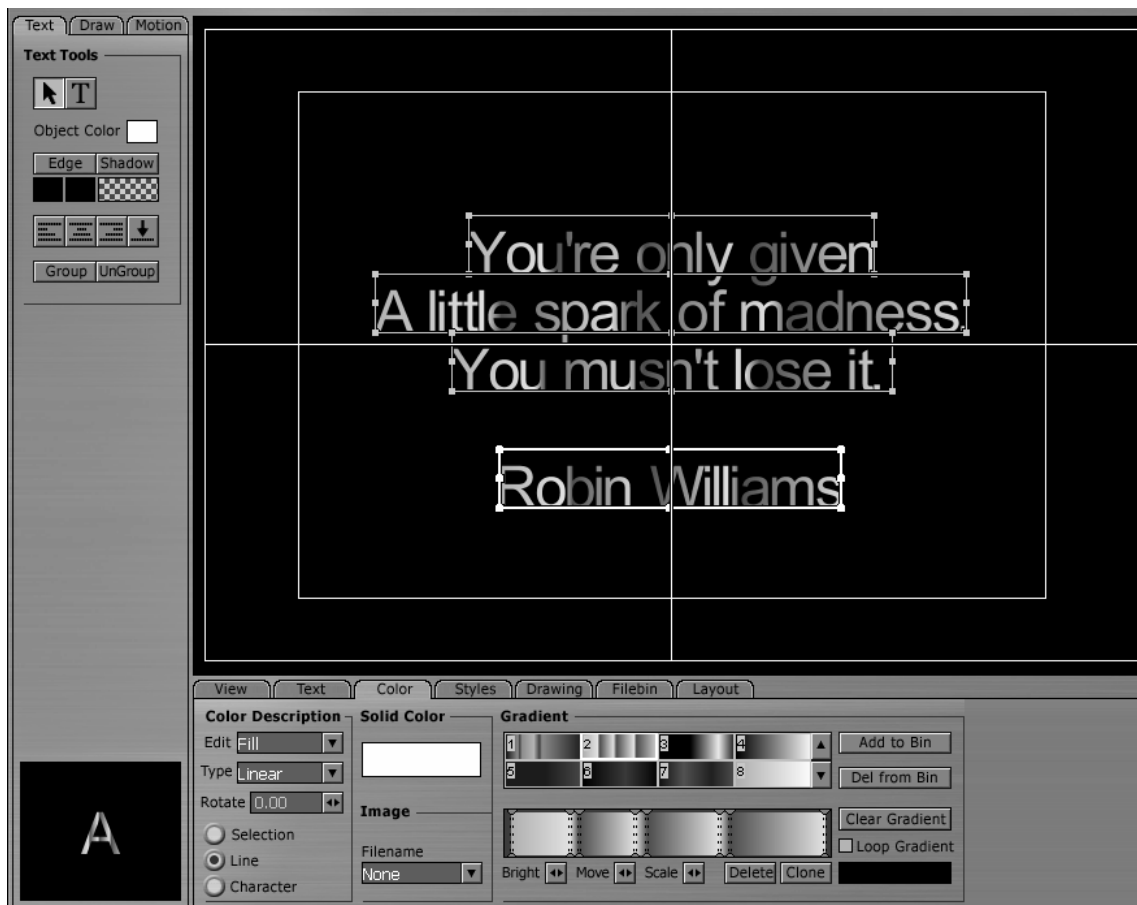 Text Draw Motion
Text Tools
T
Object Color
Edge Shadow
Group UnGroup
You're only given
A little spark of madness.
You musn't lose it.
Robin Williams
A
View Text Color Styles Drawing Filebin Layout
Color Description Solid Color Gradient
Edit Fill
Type Linear
Rotate 0.00
Selection
Line
Character
Image
Filename
None
1 2 3 4
5 6 7 8
Add to Bin
Del from Bin
Clear Gradient
Loop Gradient
Bright Move Scale Delete Clone